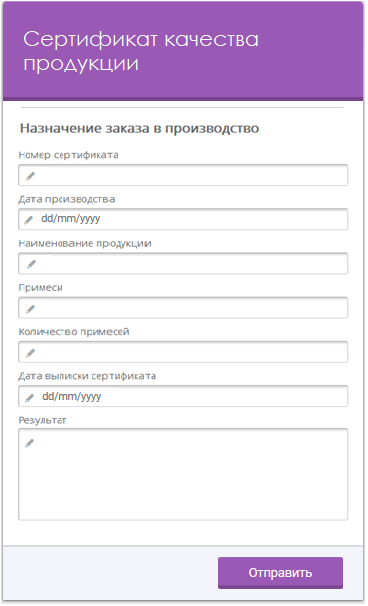 Сертификат качества
продукции
Назначение заказа в производство
Номер сертификата
Дата производства
dd/mm/yyyy
Наименование продукции
Примеси
Количество примесей
Дата выписки сертификата
dd/mm/yyyy
Результат
Отправить